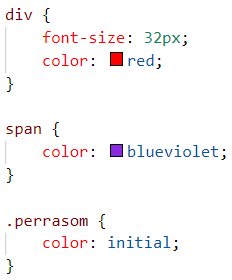 div {
    font-size: 32px;
    color: red;
}

span {
    color: blueviolet;
}

.perrasom {
    color: initial;
}